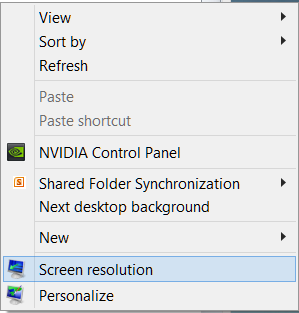 View
Sort by
Refresh
Paste
Paste shortcut
NVIDIA Control Panel
Shared Folder Synchronization
Next desktop background
New
Screen resolution
Personalize